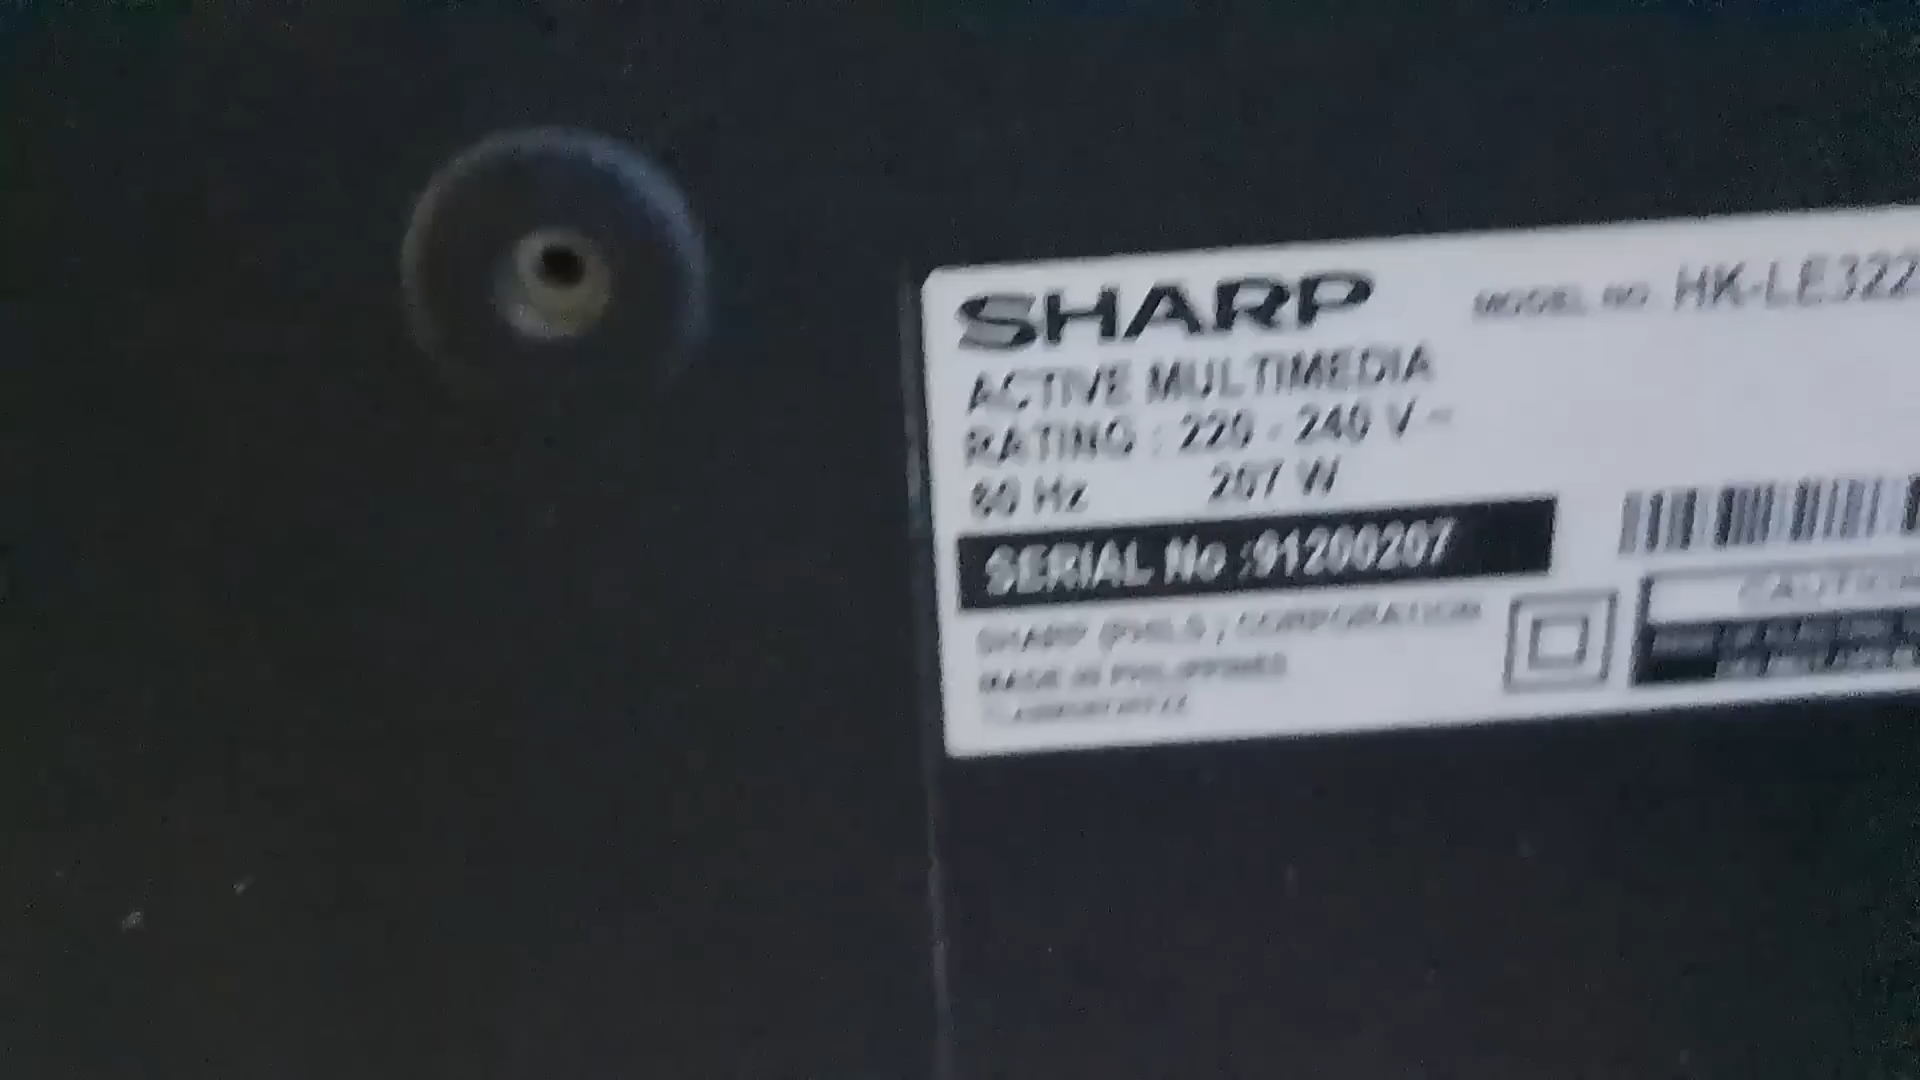 SHARP
MODEL NO. HK-LE322
ACTIVE MULTIMEDIA
RATING : 220 - 240 V ~
60 Hz 207 W
SERIAL No :91200207
SHARP (PHILS.) CORPORATION
MADE IN PHILIPPINES
CAUTION